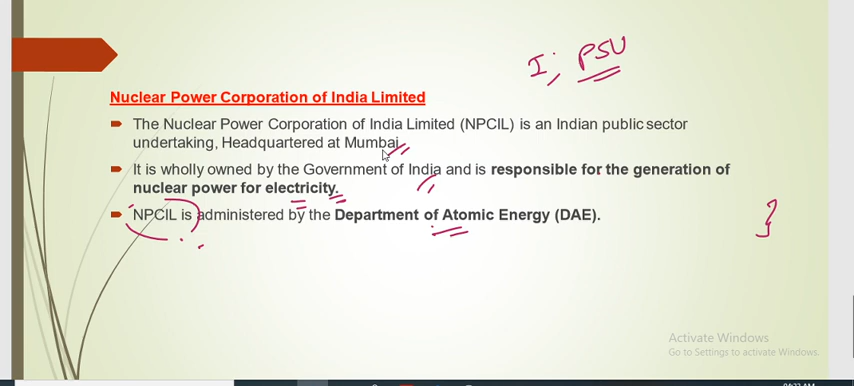 I; PSU
Nuclear Power Corporation of India Limited
The Nuclear Power Corporation of India Limited (NPCIL) is an Indian public sector
undertaking, Headquartered at Mumbai.
It is wholly owned by the Government of India and is responsible for the generation of
nuclear power for electricity.
NPCIL is administered by the Department of Atomic Energy (DAE).
Activate Windows
Go to Settings to activate Windows.